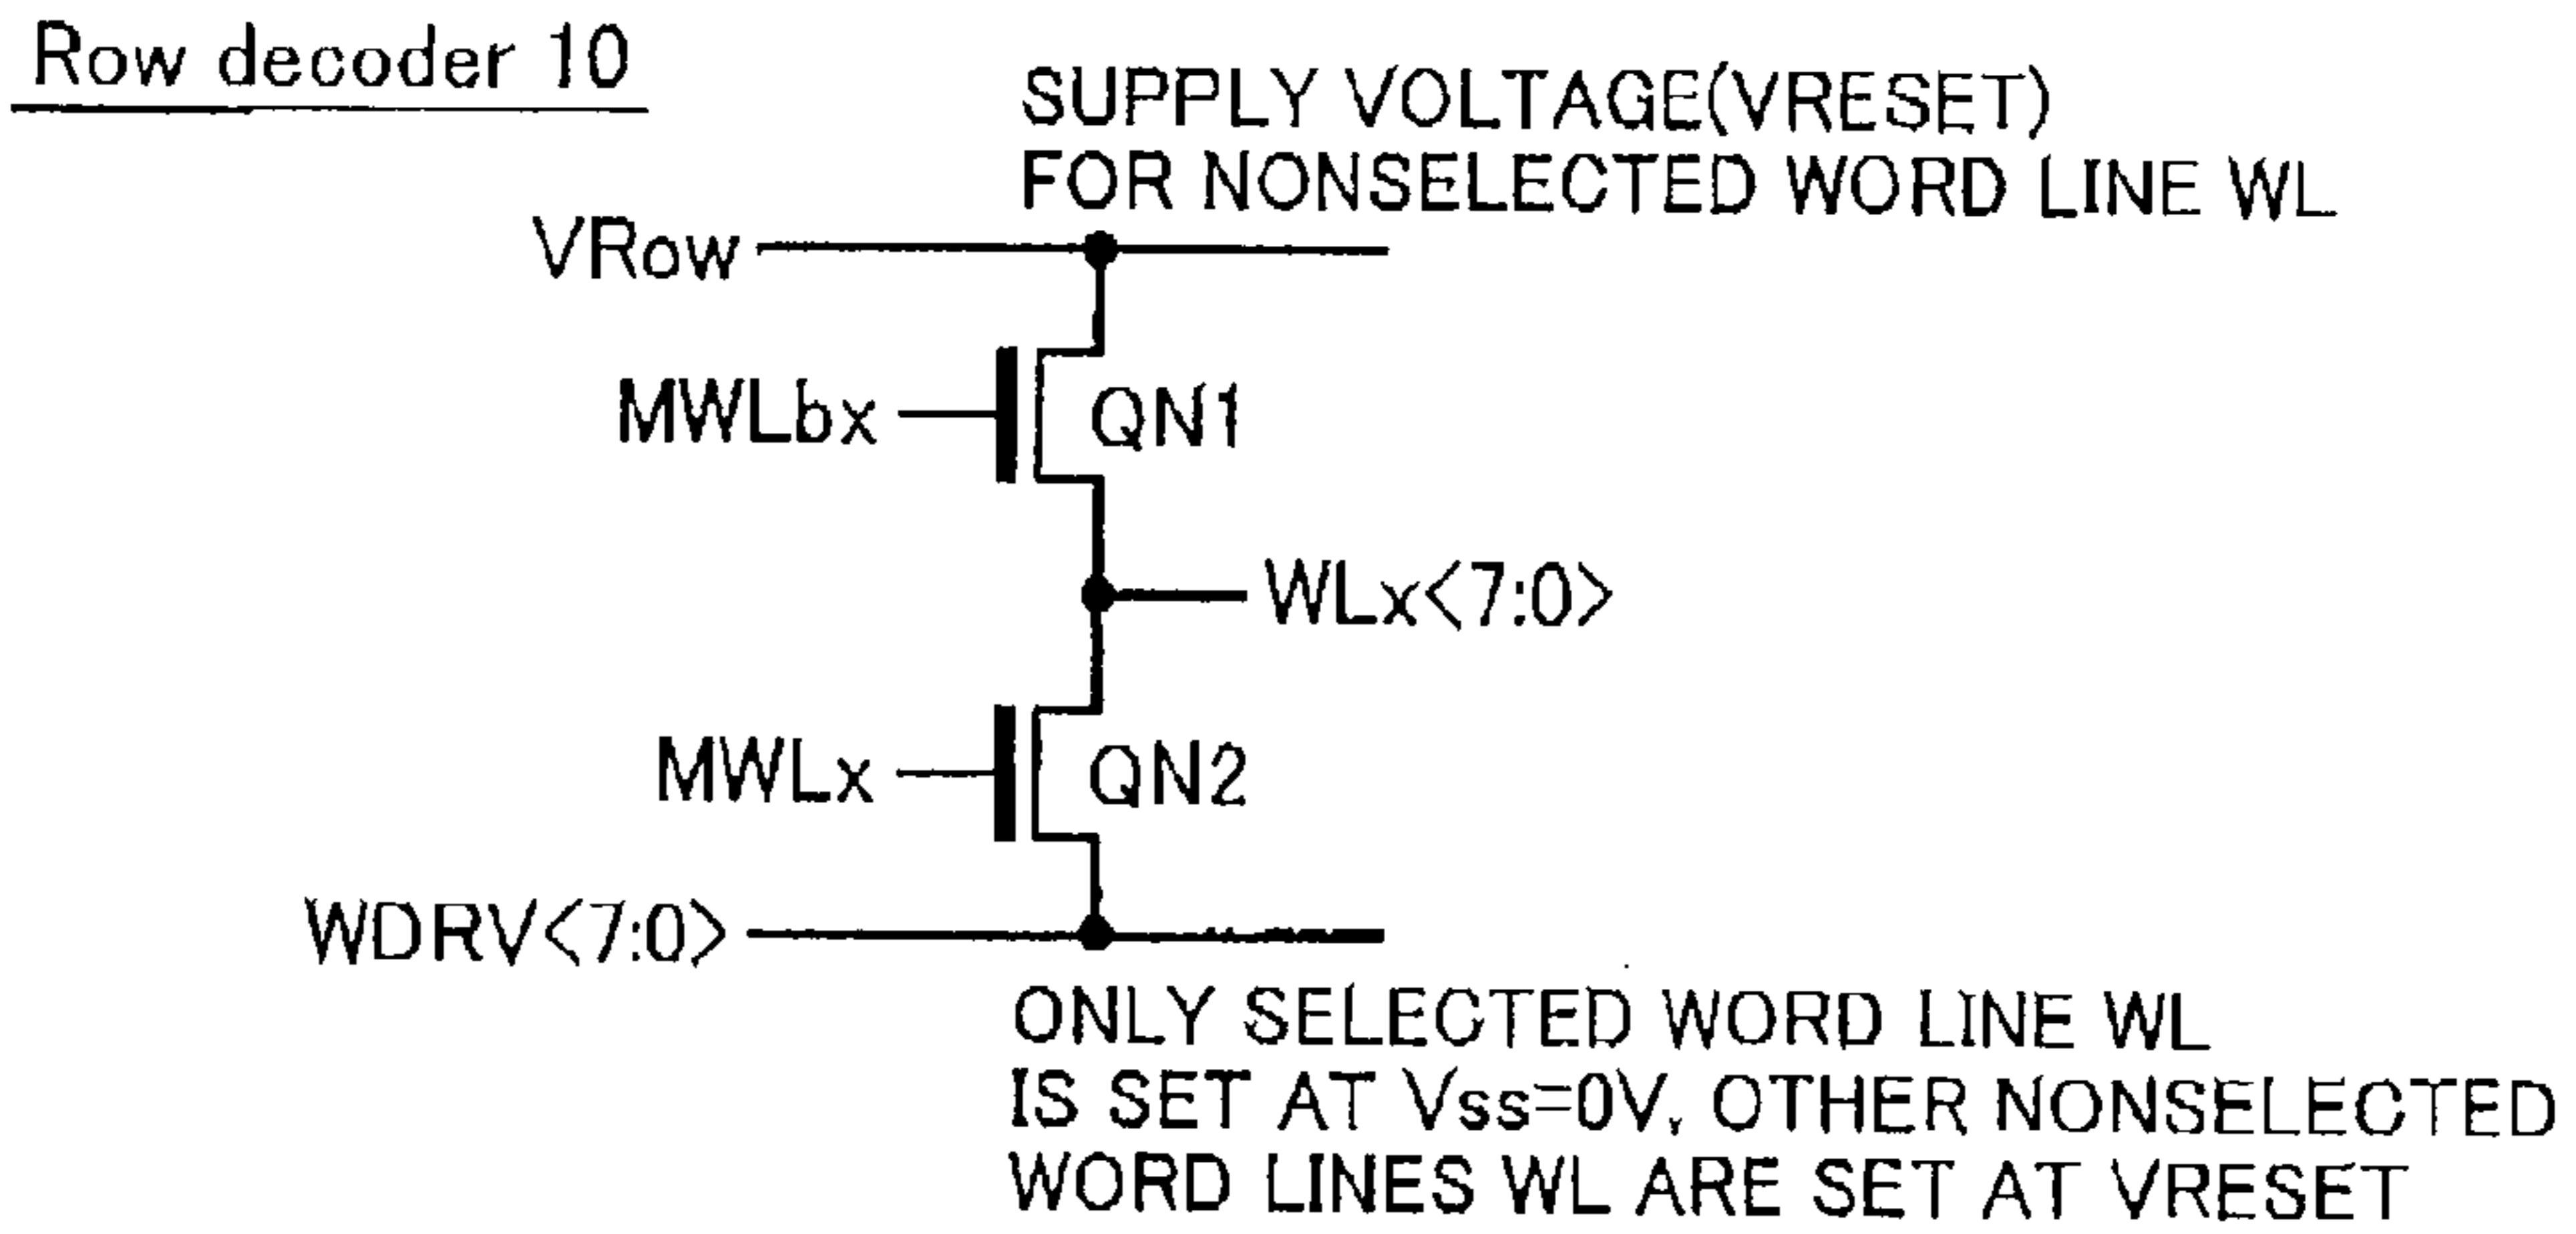 Row decoder 10
SUPPLY VOLTAGE(VRESET)
FOR NONSELECTED WORD LINE WL
VRow
MWLbx
QN1
WLx<7:0>
MWLx
QN2
WDRV<7:0>
ONLY SELECTED WORD LINE WL
IS SET AT Vss=0V, OTHER NONSELECTED
WORD LINES WL ARE SET AT VRESET